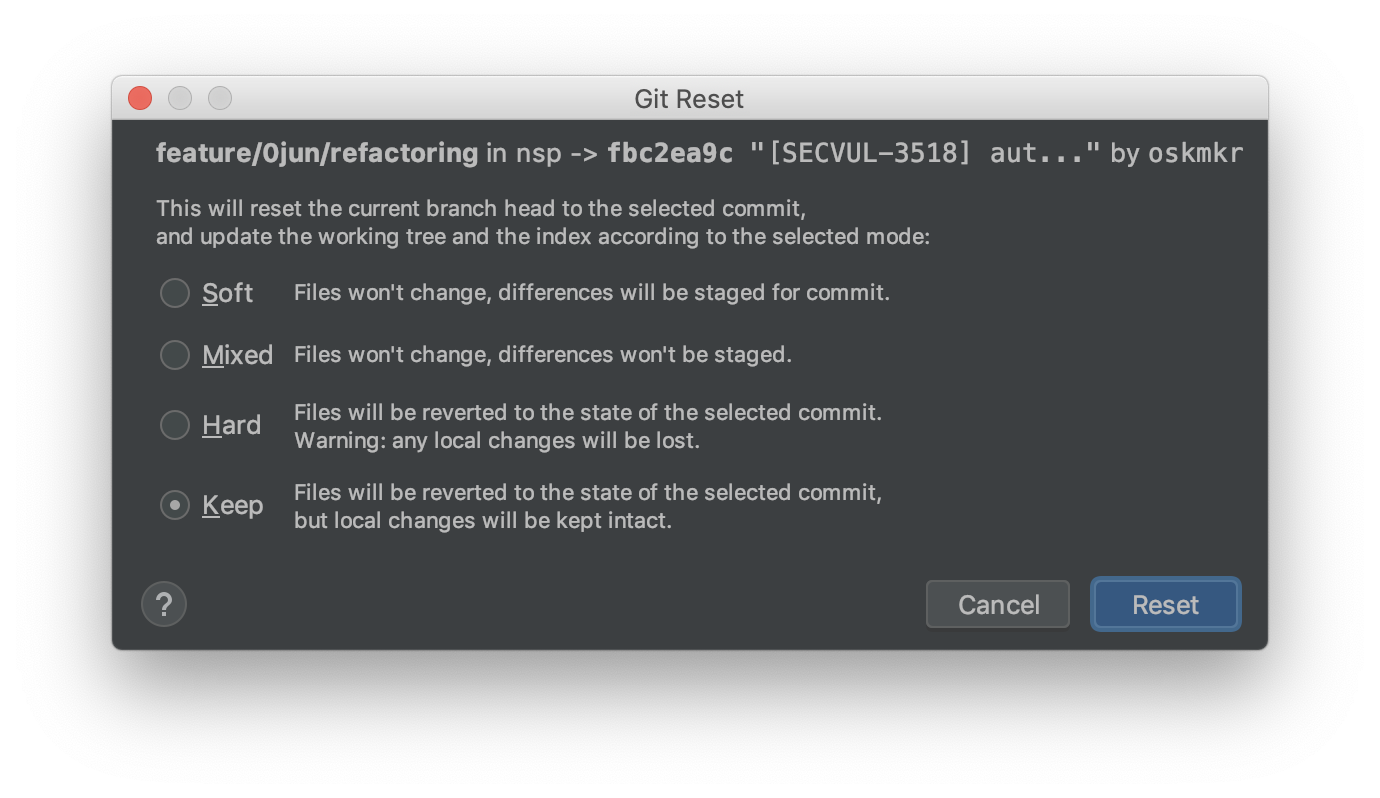 Git Reset
feature/0jun/refactoring in nsp -> fbc2ea9c "[SECVUL-3518] aut..." by oskmkr
This will reset the current branch head to the selected commit,
and update the working tree and the index according to the selected mode:
Soft Files won't change, differences will be staged for commit.
Mixed Files won't change, differences won't be staged.
Hard Files will be reverted to the state of the selected commit.
Warning: any local changes will be lost.
Keep Files will be reverted to the state of the selected commit,
but local changes will be kept intact.
? Cancel Reset